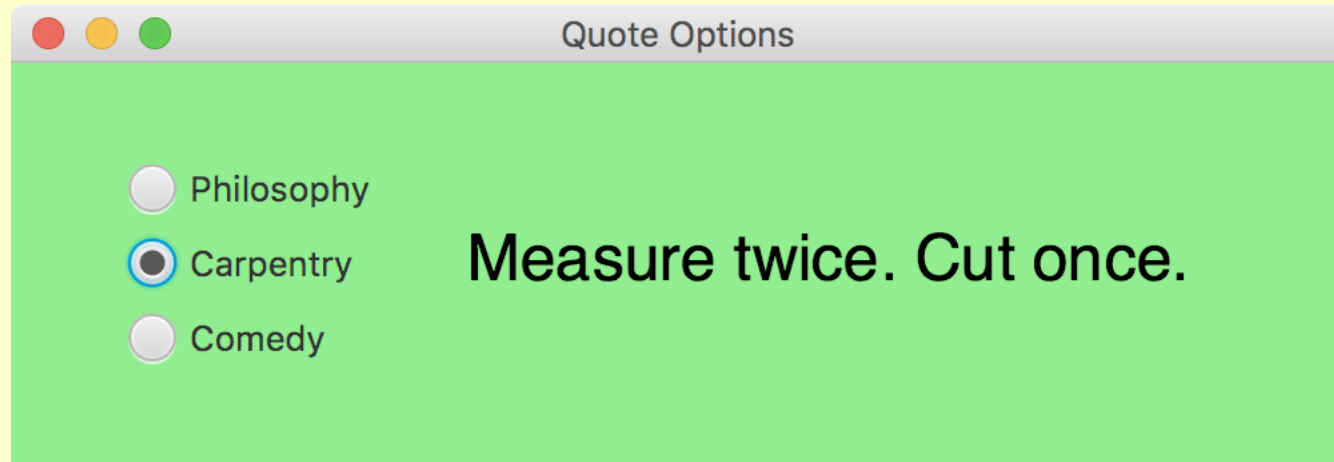 Quote Options
Philosophy
Carpentry
Measure twice. Cut once.
Comedy